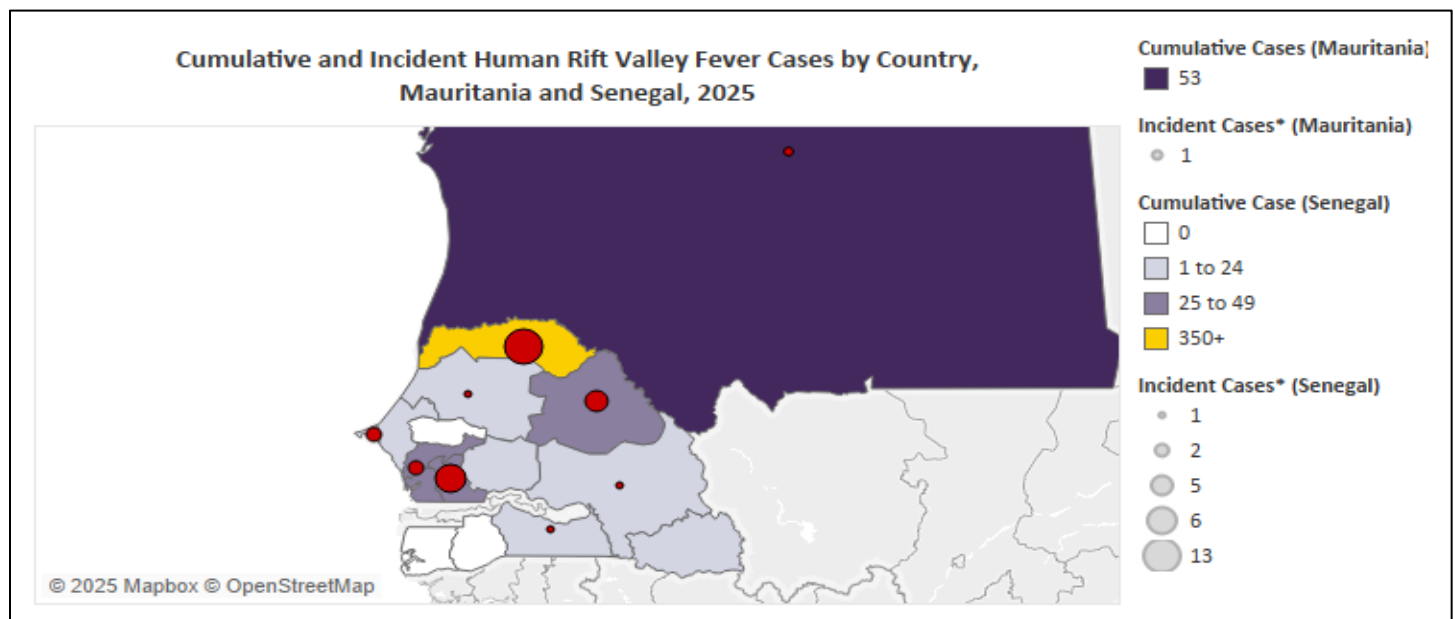 Cumulative and Incident Human Rift Valley Fever Cases by Country,
Mauritania and Senegal, 2025
Cumulative Cases (Mauritania)
53
Incident Cases* (Mauritania)
1
Cumulative Case (Senegal)
0
1 to 24
25 to 49
350+
Incident Cases* (Senegal)
1
2
5
6
13
© 2025 Mapbox © OpenStreetMap